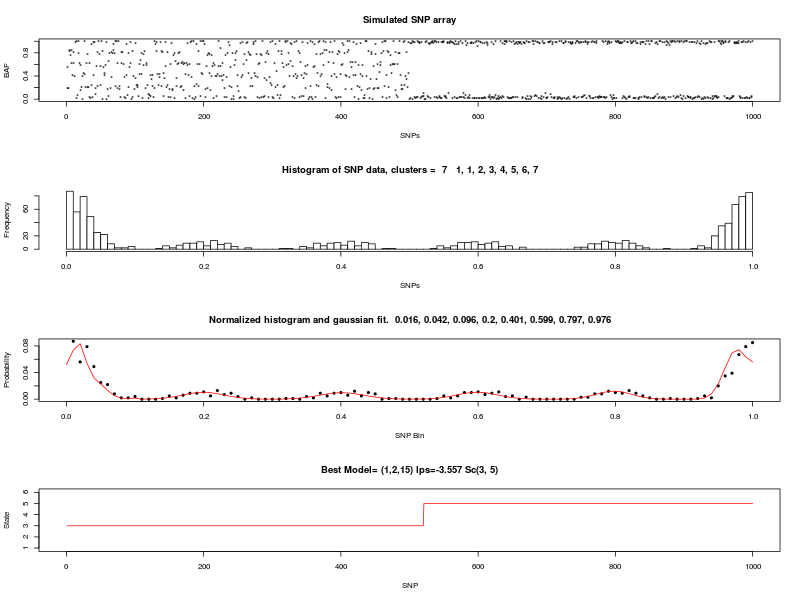 Simulated SNP array
BAF
0.0 0.4 0.8
0 200 400 600 800 1000
SNPs
Histogram of SNP data, clusters = 7 1, 1, 2, 3, 4, 5, 6, 7
Frequency
0 20 60
0.0 0.2 0.4 0.6 0.8 1.0
SNPs
Normalized histogram and gaussian fit. 0.016, 0.042, 0.096, 0.2, 0.401, 0.599, 0.797, 0.976
Probability
0.00 0.04 0.08
0.0 0.2 0.4 0.6 0.8 1.0
SNP Bin
Best Model= (1,2,15) lps=-3.557 Sc(3, 5)
State
1 2 3 4 5 6
0 200 400 600 800 1000
SNP